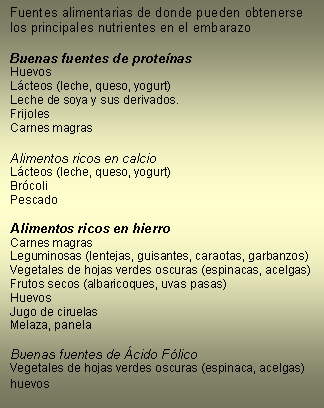 Fuentes alimentarias de donde pueden obtenerse
los principales nutrientes en el embarazo
Buenas fuentes de proteínas
Huevos
Lácteos (leche, queso, yogurt)
Leche de soya y sus derivados.
Frijoles
Carnes magras
Alimentos ricos en calcio
Lácteos (leche, queso, yogurt)
Brócoli
Pescado
Alimentos ricos en hierro
Carnes magras
Leguminosas (lentejas, guisantes, caraotas, garbanzos)
Vegetales de hojas verdes oscuras (espinacas, acelgas)
Frutos secos (albaricoques, uvas pasas)
Huevos
Jugo de ciruelas
Melaza, panela
Buenas fuentes de Ácido Fólico
Vegetales de hojas verdes oscuras (espinaca, acelgas)
huevos